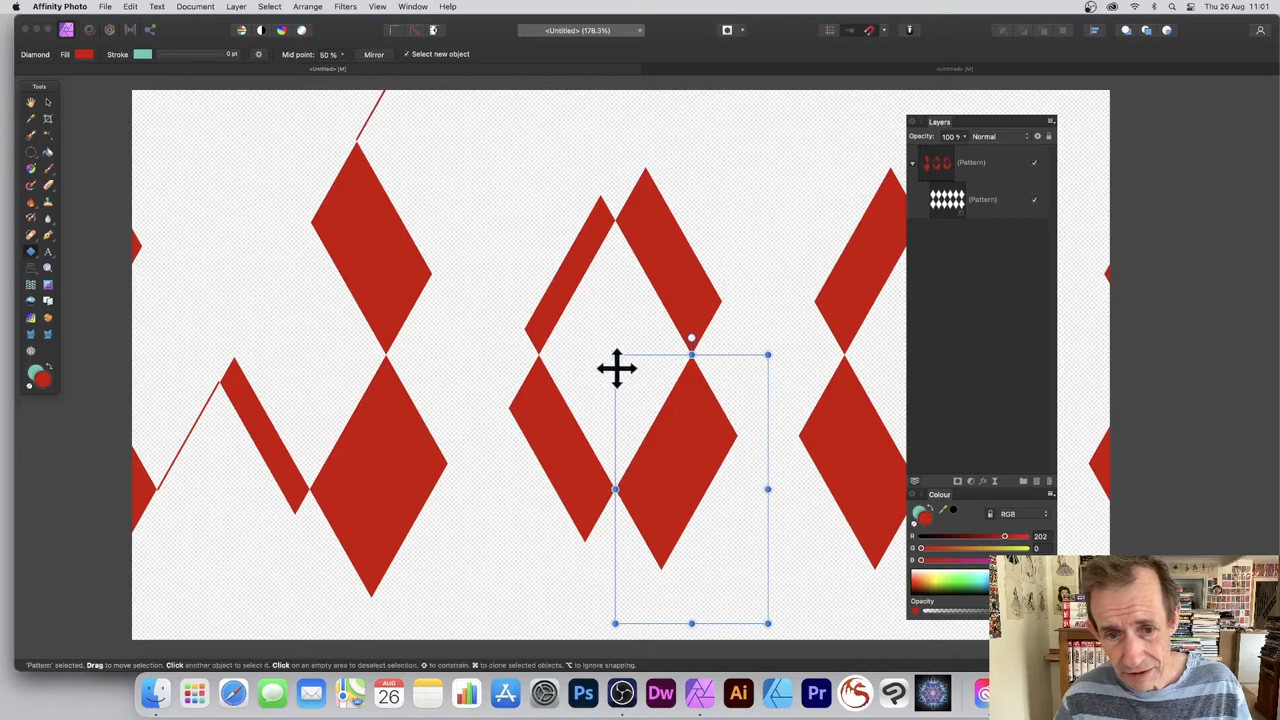 Affinity Photo File Edit Text Document Layer Select Arrange Filters View Window Help Thu 26 Aug 11:01
<Untitled> (178.3%)
Diamond Fill Stroke 0 pt Mid point: 50 % Mirror Select new object
<Untitled> [M] <Untitled> [M]
Tools
Layers
Opacity: 100 % Normal
(Pattern)
(Pattern)
A
Colour
RGB
R 202
G 0
B
Opacity
'Pattern' selected. Drag to move selection. Click another object to select it. Click on an empty area to deselect selection. ⇧ to constrain. ⌘ to clone selected objects. ⌥ to ignore snapping.
AUG
26 Ps Dw Ai Pr